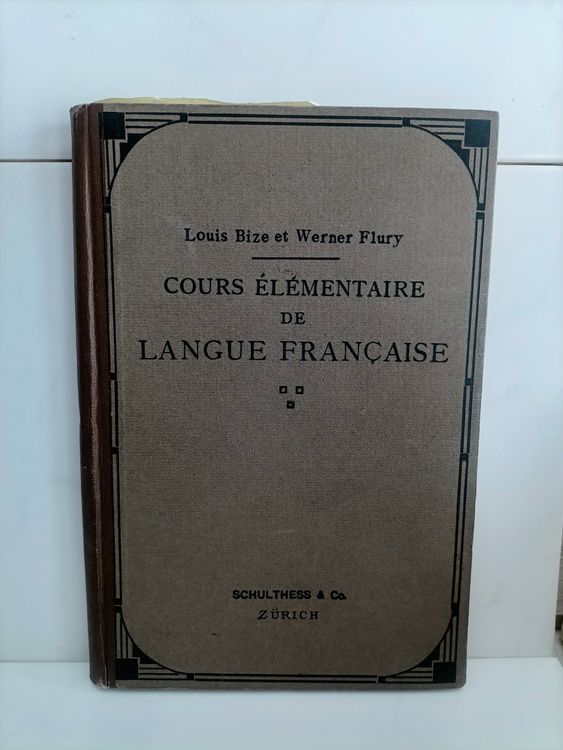 Louis Bize et Werner Flury
COURS ÉLÉMENTAIRE
DE
LANGUE FRANÇAISE
SCHULTHESS & Co.
ZÜRICH